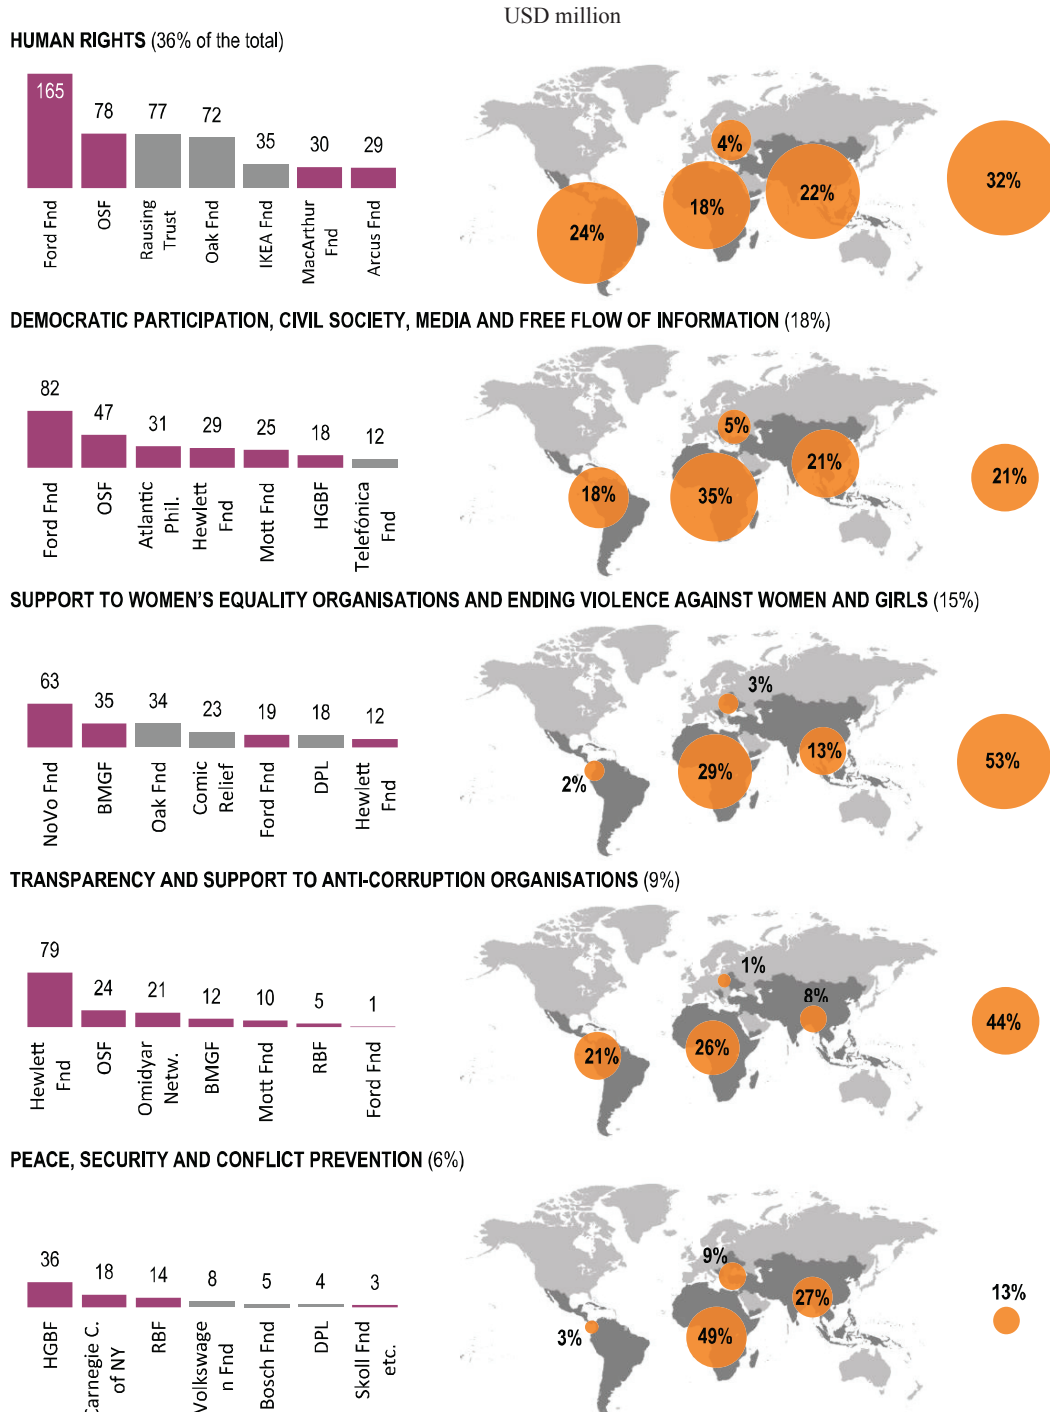 USD million
HUMAN RIGHTS (36% of the total)
165
78
77
72
35
30
29
Ford Fnd
OSF
Rausing
Trust
Oak Fnd
IKEA Fnd
MacArthur
Fnd
Arcus Fnd
4%
24%
18%
22%
32%
DEMOCRATIC PARTICIPATION, CIVIL SOCIETY, MEDIA AND FREE FLOW OF INFORMATION (18%)
82
47
31
29
25
18
12
Ford Fnd
OSF
Atlantic
Phil.
Hewlett
Fnd
Mott Fnd
HGBF
Telefónica
Fnd
5%
18%
35%
21%
21%
SUPPORT TO WOMEN'S EQUALITY ORGANISATIONS AND ENDING VIOLENCE AGAINST WOMEN AND GIRLS (15%)
63
35
34
23
19
18
12
NoVo Fnd
BMGF
Oak Fnd
Comic
Relief
Ford Fnd
DPL
Hewlett
Fnd
3%
2%
29%
13%
53%
TRANSPARENCY AND SUPPORT TO ANTI-CORRUPTION ORGANISATIONS (9%)
79
24
21
12
10
5
1
Hewlett
Fnd
OSF
Omidyar
Netw.
BMGF
Mott Fnd
RBF
Ford Fnd
1%
8%
21%
26%
44%
PEACE, SECURITY AND CONFLICT PREVENTION (6%)
36
18
14
8
5
4
3
HGBF
Carnegie C.
of NY
RBF
Volkswage
n Fnd
Bosch Fnd
DPL
Skoll Fnd
etc.
9%
3%
49%
27%
13%